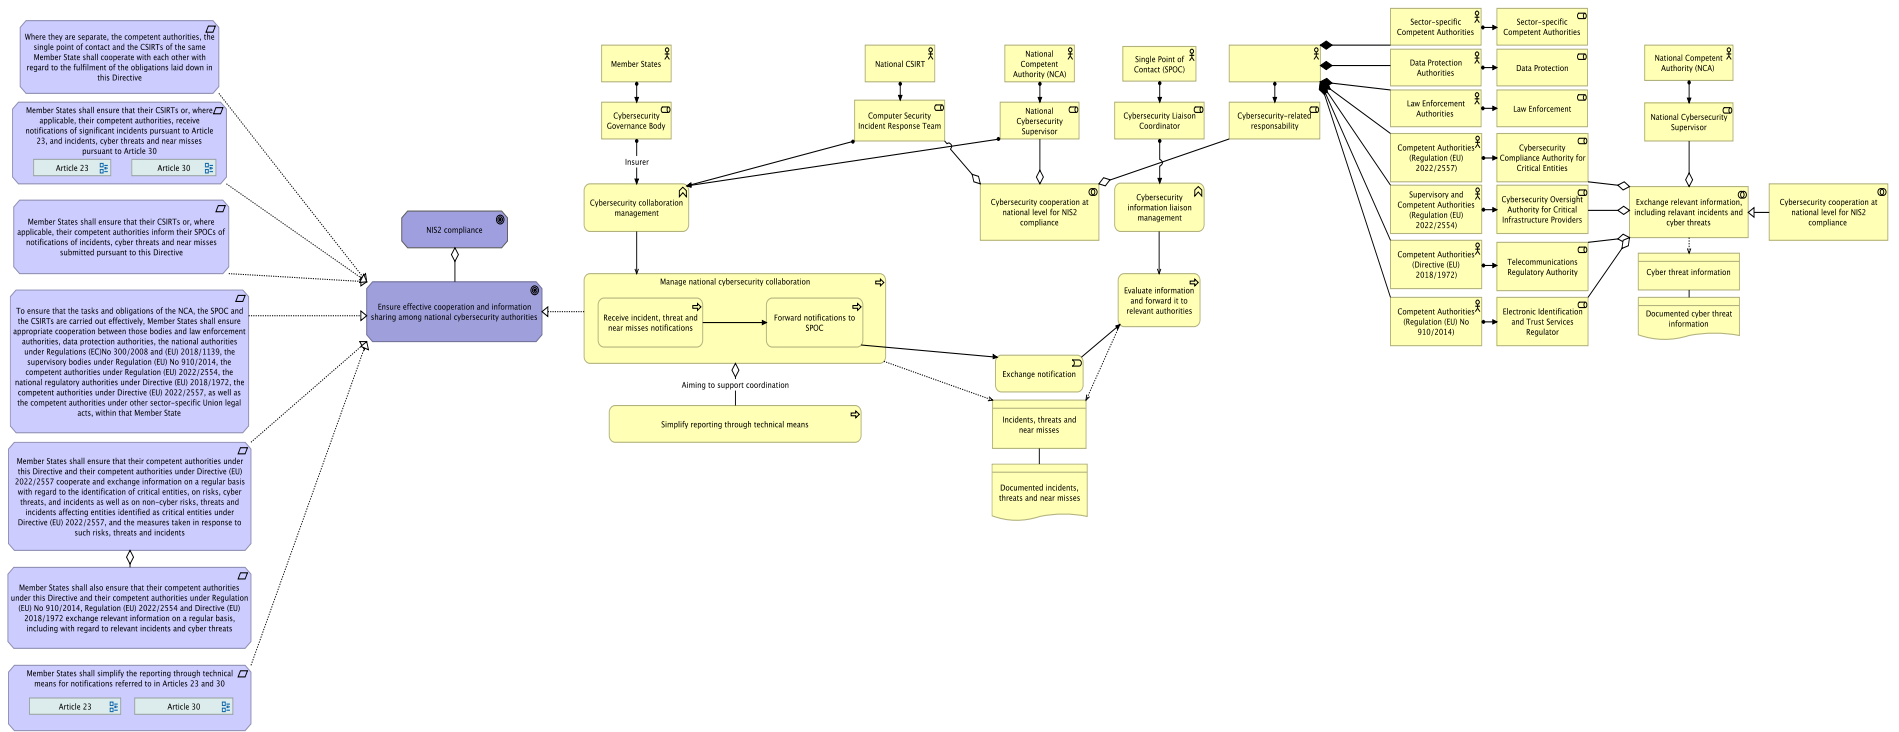 Where they are separate, the competent authorities, the
single point of contact and the CSIRTs of the same
Member State shall cooperate with each other with
regard to the fulfilment of the obligations laid down in
this Directive
Member States shall ensure that their CSIRTs or, where
applicable, their competent authorities, receive
notifications of significant incidents pursuant to Article
23, and incidents, cyber threats and near misses
pursuant to Article 30
Article 23
Article 30
Member States shall ensure that their CSIRTs or, where
applicable, their competent authorities inform their SPOCs of
notifications of incidents, cyber threats and near misses
submitted pursuant to this Directive
To ensure that the tasks and obligations of the NCA, the SPOC and
the CSIRTs are carried out effectively, Member States shall ensure
appropriate cooperation between those bodies and law enforcement
authorities, data protection authorities, the national authorities
under Regulations (EC)No 300/2008 and (EU) 2018/1139, the
supervisory bodies under Regulation (EU) No 910/2014, the
competent authorities under Regulation (EU) 2022/2554, the
national regulatory authorities under Directive (EU) 2018/1972, the
competent authorities under Directive (EU) 2022/2557, as well as
the competent authorities under other sector-specific Union legal
acts, within that Member State
Member States shall ensure that their competent authorities under
this Directive and their competent authorities under Directive (EU)
2022/2557 cooperate and exchange information on a regular basis
with regard to the identification of critical entities, on risks, cyber
threats, and incidents as well as on non-cyber risks, threats and
incidents affecting entities identified as critical entities under
Directive (EU) 2022/2557, and the measures taken in response to
such risks, threats and incidents
Member States shall also ensure that their competent authorities
under this Directive and their competent authorities under Regulation
(EU) No 910/2014, Regulation (EU) 2022/2554 and Directive (EU)
2018/1972 exchange relevant information on a regular basis,
including with regard to relevant incidents and cyber threats
Member States shall simplify the reporting through technical
means for notifications referred to in Articles 23 and 30
Article 23
Article 30
NIS2 compliance
Ensure effective cooperation and information
sharing among national cybersecurity authorities
Member States
Cybersecurity
Governance Body
Insurer
Cybersecurity collaboration
management
Manage national cybersecurity collaboration
Receive incident, threat and
near misses notifications
Forward notifications to
SPOC
Aiming to support coordination
Simplify reporting through technical means
National CSIRT
Computer Security
Incident Response Team
National
Competent
Authority (NCA)
National
Cybersecurity
Supervisor
Cybersecurity cooperation at
national level for NIS2
compliance
Single Point of
Contact (SPOC)
Cybersecurity Liaison
Coordinator
Cybersecurity
information liaison
management
Evaluate information
and forward it to
relevant authorities
Exchange notification
Incidents, threats and
near misses
Documented incidents,
threats and near misses
Cybersecurity-related
responsability
Sector-specific
Competent Authorities
Sector-specific
Competent Authorities
Data Protection
Authorities
Data Protection
Law Enforcement
Authorities
Law Enforcement
Competent Authorities
(Regulation (EU)
2022/2557)
Cybersecurity
Compliance Authority for
Critical Entities
Supervisory and
Competent Authorities
(Regulation (EU)
2022/2554)
Cybersecurity Oversight
Authority for Critical
Infrastructure Providers
Competent Authorities
(Directive (EU)
2018/1972)
Telecommunications
Regulatory Authority
Competent Authorities
(Regulation (EU) No
910/2014)
Electronic Identification
and Trust Services
Regulator
National Competent
Authority (NCA)
National Cybersecurity
Supervisor
Exchange relevant information,
including relavant incidents and
cyber threats
Cybersecurity cooperation at
national level for NIS2
compliance
Cyber threat information
Documented cyber threat
information